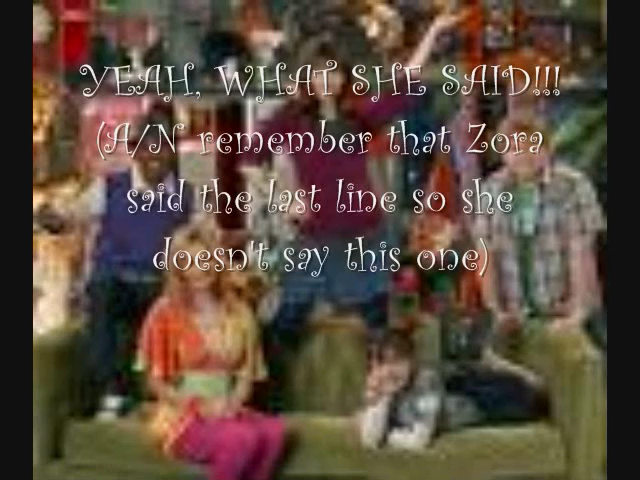 YEAH, WHAT SHE SAID!!!
(A/N remember that Zora
said the last line so she
doesn't say this one)